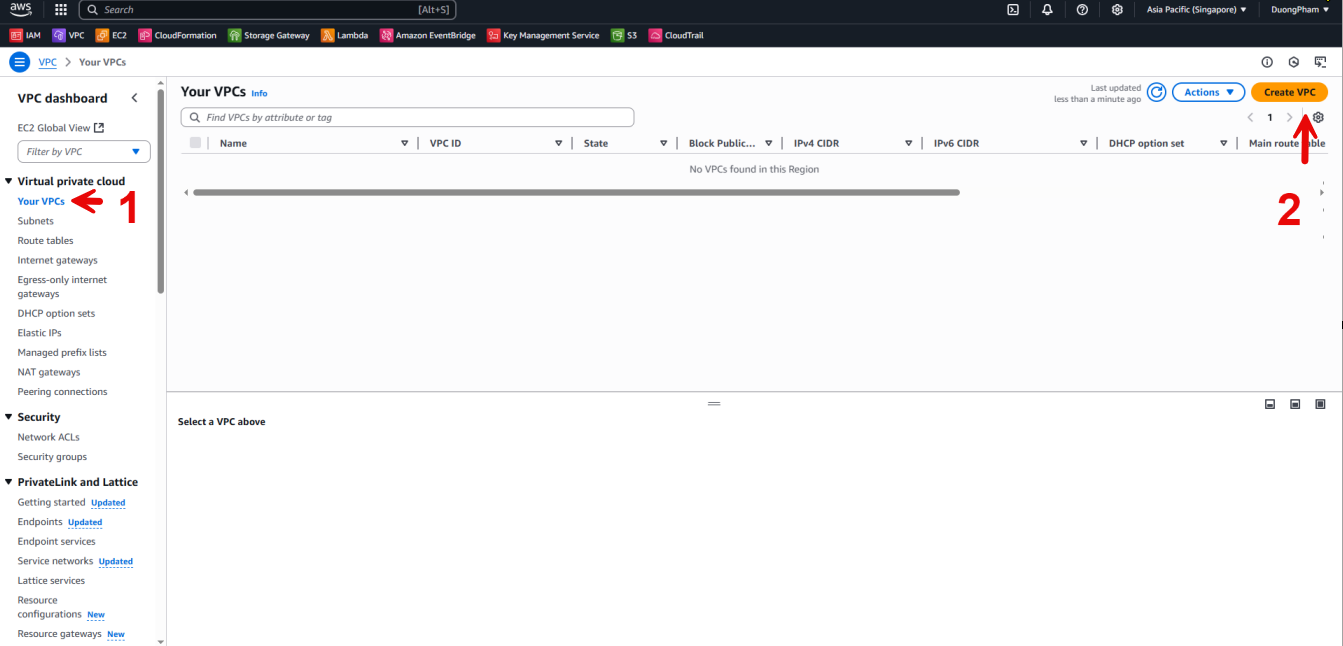 aws
Search [Alt+S] Asia Pacific (Singapore) DuongPham
IAM VPC EC2 CloudFormation Storage Gateway Lambda Amazon EventBridge Key Management Service S3 CloudTrail
VPC > Your VPCs
VPC dashboard
EC2 Global View
Filter by VPC
Virtual private cloud
Your VPCs
1
Subnets
Route tables
Internet gateways
Egress-only internet
gateways
DHCP option sets
Elastic IPs
Managed prefix lists
NAT gateways
Peering connections
Security
Network ACLs
Security groups
PrivateLink and Lattice
Getting started Updated
Endpoints Updated
Endpoint services
Service networks Updated
Lattice services
Resource
configurations New
Resource gateways New
Your VPCs Info
Last updated
less than a minute ago
Actions
Create VPC
Find VPCs by attribute or tag
1
Name VPC ID State Block Public... IPv4 CIDR IPv6 CIDR DHCP option set Main route table
No VPCs found in this Region
2
Select a VPC above